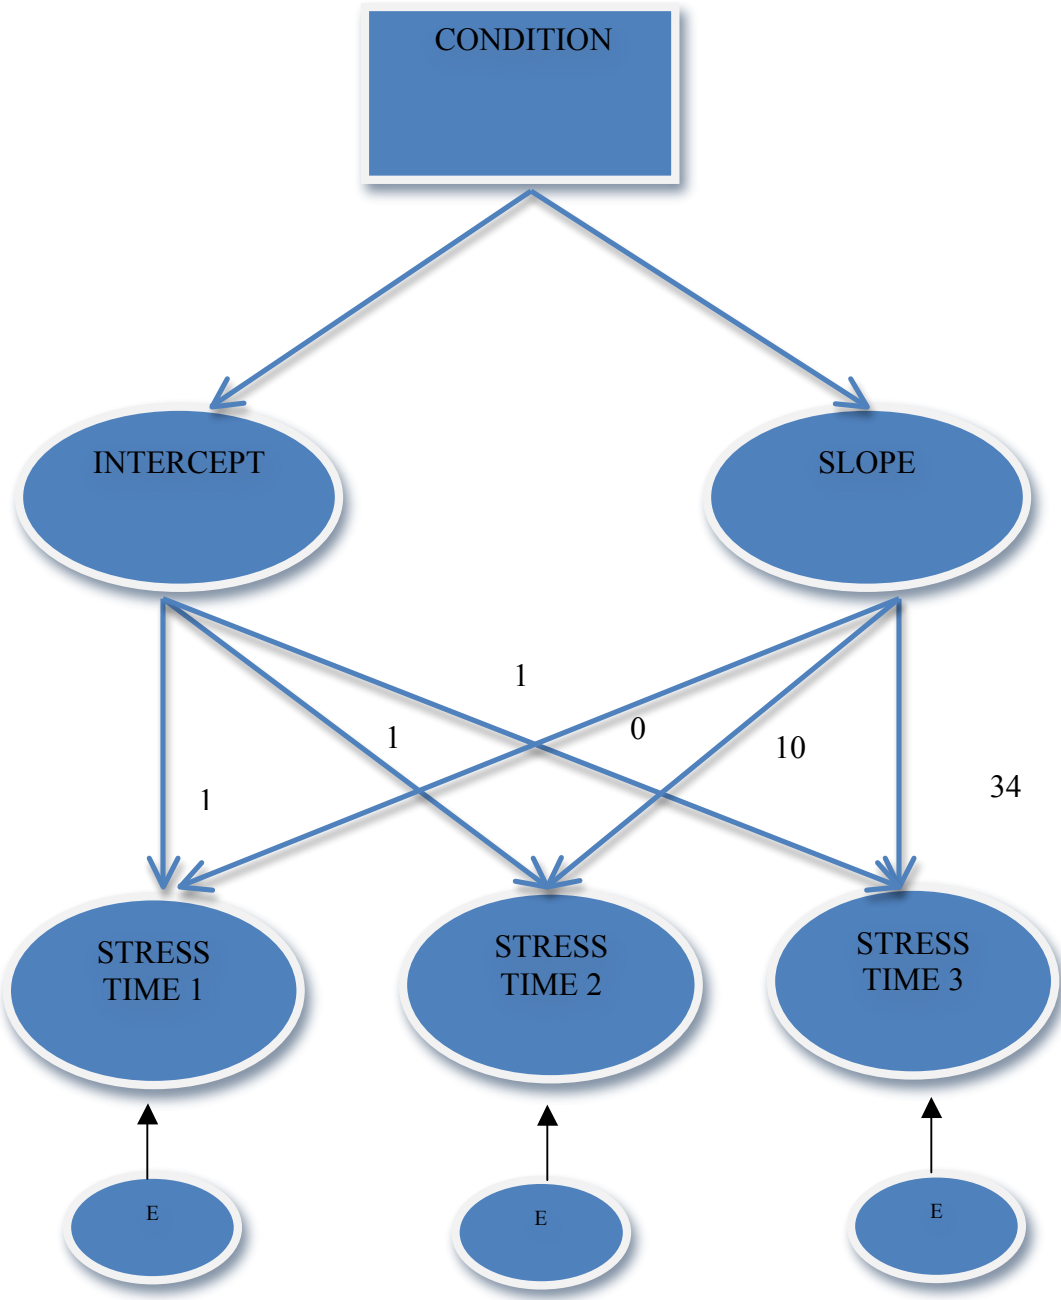 CONDITION
INTERCEPT
SLOPE
1
1
0
10
34
1
STRESS
TIME 1
STRESS
TIME 2
STRESS
TIME 3
E
E
E